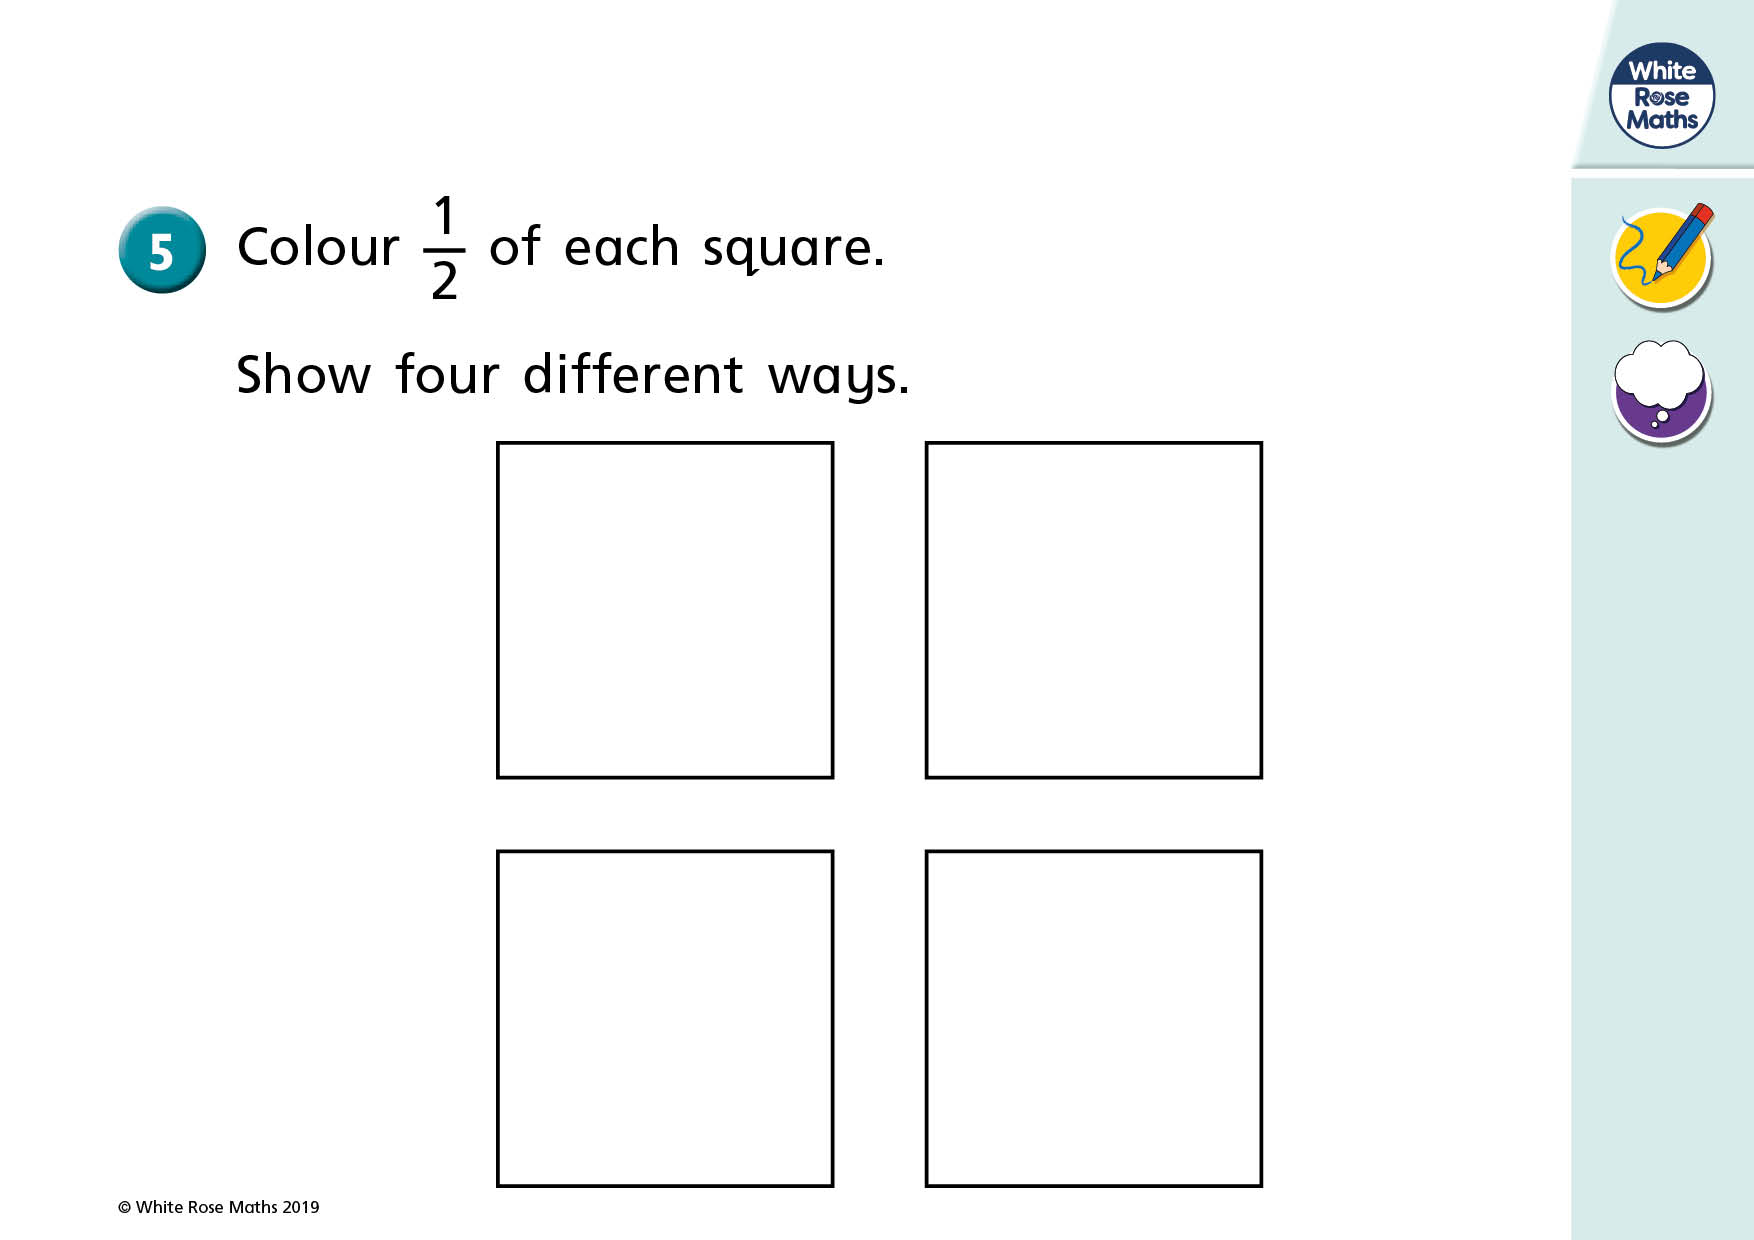 White
Rose
Maths
5 Colour 1/2 of each square.
Show four different ways.
© White Rose Maths 2019